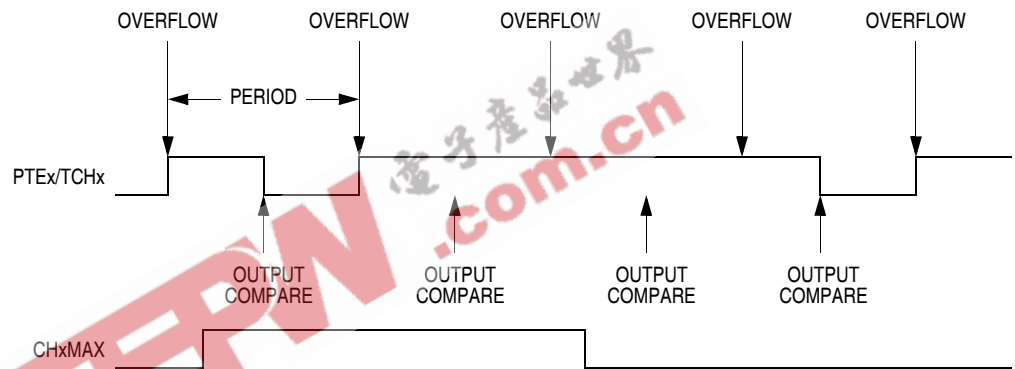 OVERFLOW OVERFLOW OVERFLOW OVERFLOW OVERFLOW
PERIOD
PTEx/TCHx
OUTPUT COMPARE
OUTPUT COMPARE
OUTPUT COMPARE
OUTPUT COMPARE
CHxMAX
電子產品世界
.com.cn
EEPW